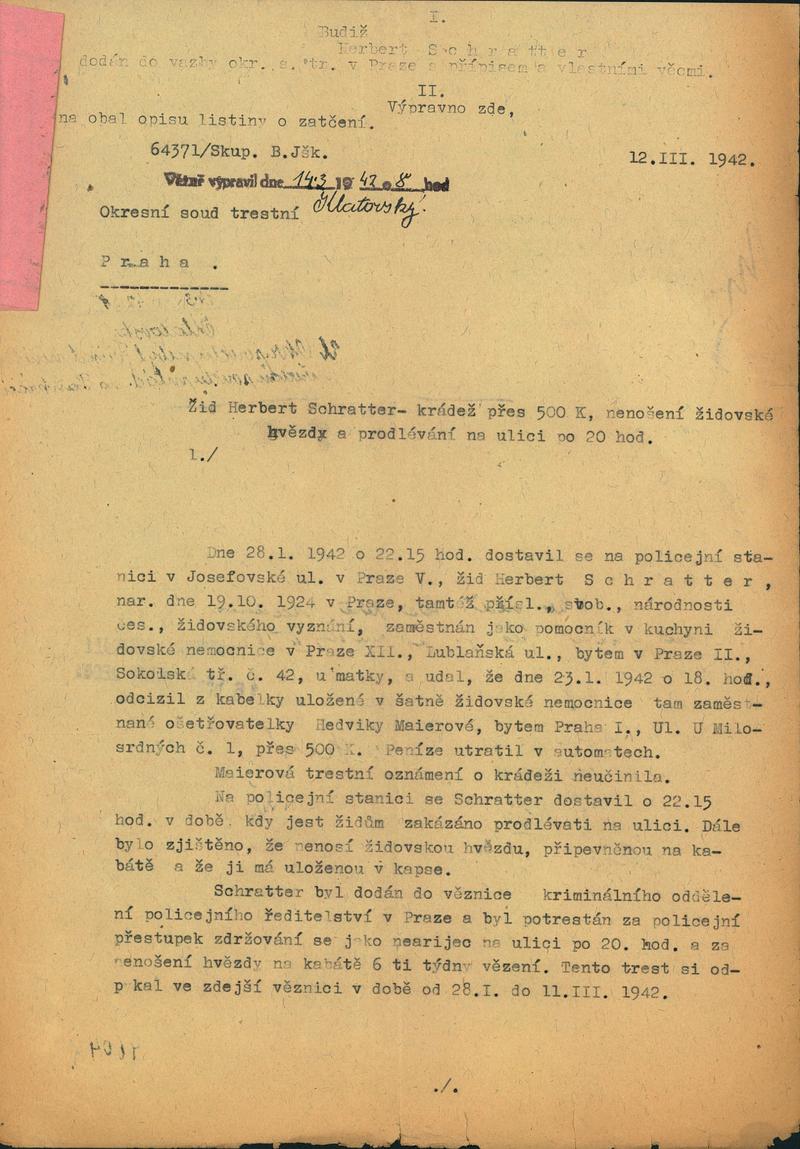 I.
Budiž
Herbert S c h r a t t e r
dodán do vazby okr. s. tr. v Praze s přípisem a vlastními věcmi.
II.
Výpravno zde,
na obal opisu listiny o zatčení.
64371/Skup. B.Jšk.
12.III. 1942.
výpravil dne 14.3 19 42 o 8 hod
Okresní soud trestní
P r a h a .
Žid Herbert Schratter- krádež přes 500 K, nenošení židovské
hvězdy a prodlévání na ulici po 20 hod.
1./
Dne 28.1. 1942 o 22.15 hod. dostavil se na policejní sta-
nici v Josefovské ul. v Praze V., žid Herbert S c h r a t t e r ,
nar. dne 19.10. 1924 v Praze, tamtéž přísl., svob., národnosti
čes., židovského vyznání, zaměstnán jako pomocník v kuchyni ži-
dovské nemocnice v Praze XII., Lublaňská ul., bytem v Praze II.,
Sokolská tř. č. 42, u matky, a udal, že dne 23.1. 1942 o 18. hod.,
odcizil z kabelky uložené v šatně židovské nemocnice tam zaměst-
nané ošetřovatelky Hedviky Maierové, bytem Praha I., Ul. U Milo-
srdných č. 1, přes 500 K. Peníze utratil v automatech.
Maierová trestní oznámení o krádeži neučinila.
Na policejní stanici se Schratter dostavil o 22.15
hod. v době, kdy jest židům zakázáno prodlévati na ulici. Dále
bylo zjištěno, že nenosí židovskou hvězdu, připevněnou na ka-
bátě a že ji má uloženou v kapse.
Schratter byl dodán do věznice kriminálního odděle-
ní policejního ředitelství v Praze a byl potrestán za policejní
přestupek zdržování se jako nearijec na ulici po 20. hod. a za
nenošení hvězdy na kabátě 6 ti týdny vězení. Tento trest si od-
pykal ve zdejší věznici v době od 28.I. do 11.III. 1942.
./.